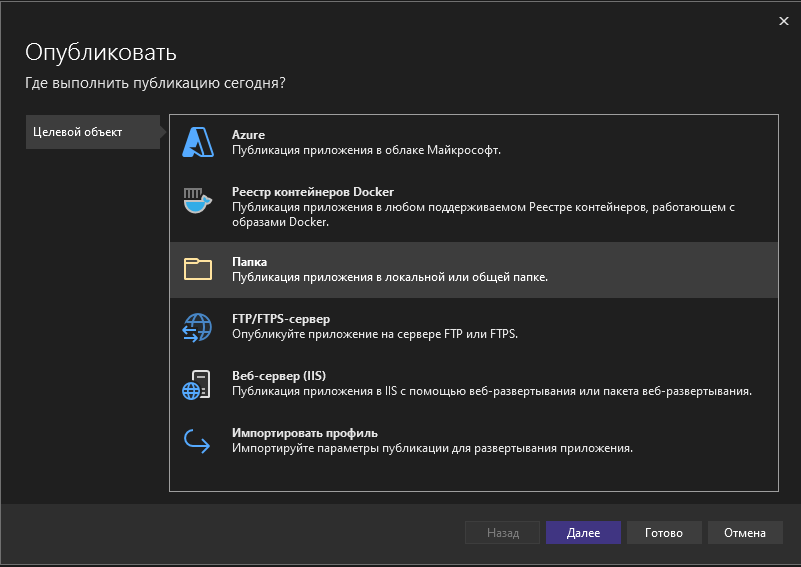 Опубликовать
Где выполнить публикацию сегодня?
Целевой объект
Azure
Публикация приложения в облаке Майкрософт.
Реестр контейнеров Docker
Публикация приложения в любом поддерживаемом Реестре контейнеров, работающем с
образами Docker.
Папка
Публикация приложения в локальной или общей папке.
FTP/FTPS-сервер
Опубликуйте приложение на сервере FTP или FTPS.
Веб-сервер (IIS)
Публикация приложения в IIS с помощью веб-развертывания или пакета веб-развертывания.
Импортировать профиль
Импортируйте параметры публикации для развертывания приложения.
Назад
Далее
Готово
Отмена